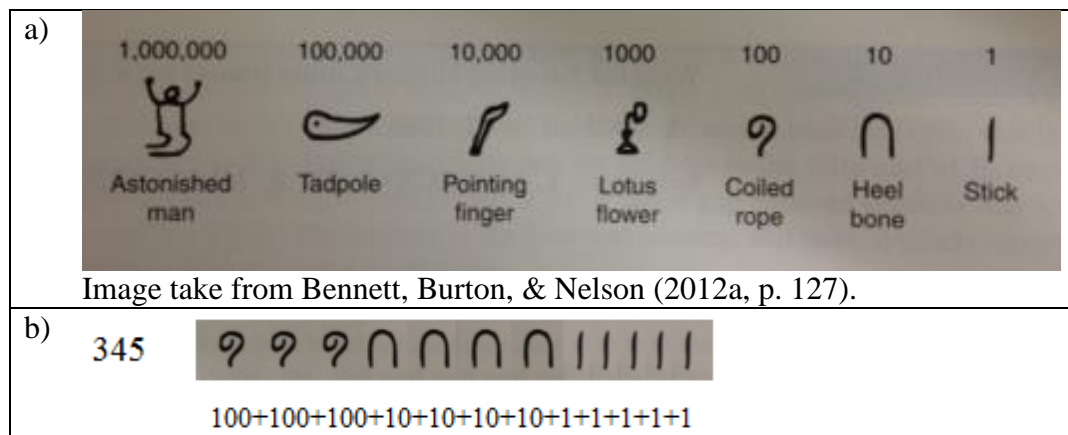 a)
1,000,000 100,000 10,000 1000 100 10 1
Astonished man Tadpole Pointing finger Lotus flower Coiled rope Heel bone Stick
Image take from Bennett, Burton, & Nelson (2012a, p. 127).
b)
345
100+100+100+10+10+10+10+1+1+1+1+1